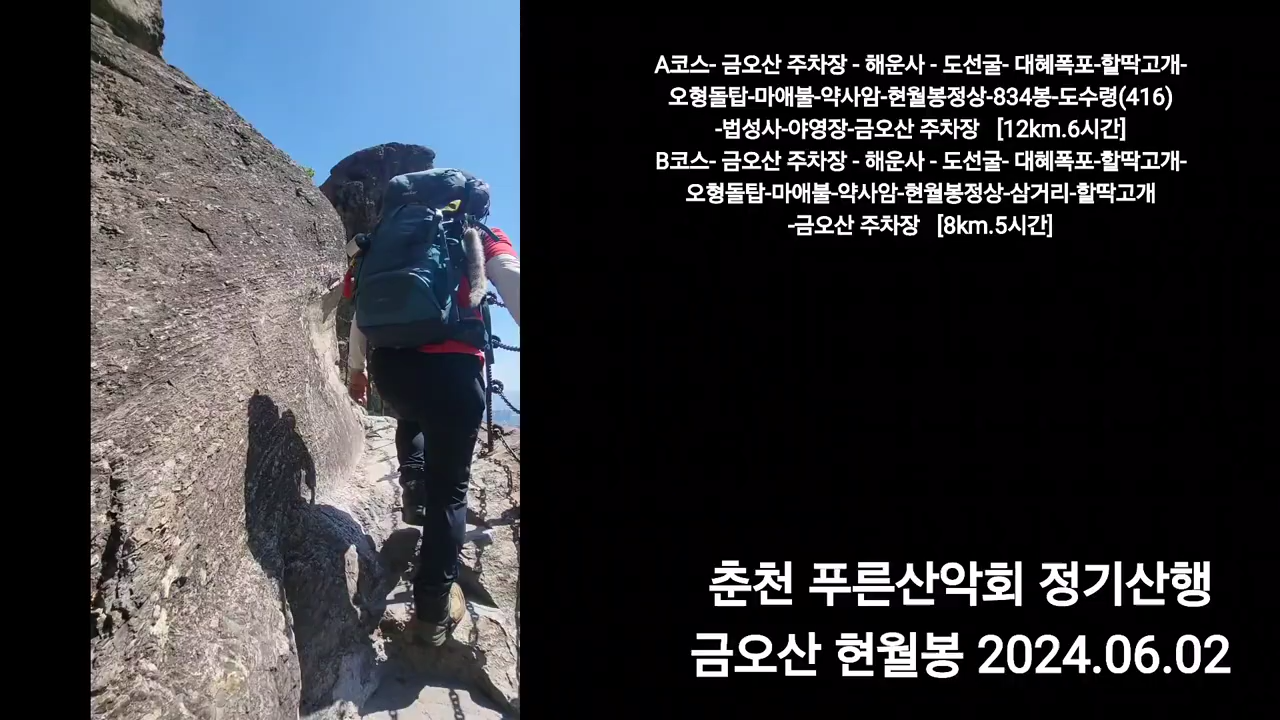 A코스- 금오산 주차장 - 해운사 - 도선굴- 대혜폭포-할딱고개-
오형돌탑-마애불-약사암-현월봉정상-834봉-도수령(416)
-법성사-야영장-금오산 주차장 [12km.6시간]
B코스- 금오산 주차장 - 해운사 - 도선굴- 대혜폭포-할딱고개-
오형돌탑-마애불-약사암-현월봉정상-삼거리-할딱고개
-금오산 주차장 [8km.5시간]
춘천 푸른산악회 정기산행
금오산 현월봉 2024.06.02